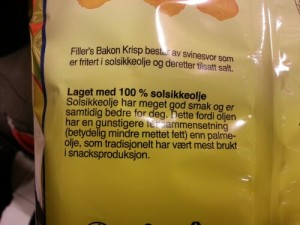 Filler's Bakon Krisp består av svinesvor som
er fritert i solsikkeolje og deretter tilsatt salt.
Laget med 100 % solsikkeolje
Solsikkeolje har meget god smak og er
samtidig bedre for deg. Dette fordi oljen
har en gunstigere fettsammensetning
(betydelig mindre mettet fett) enn palme-
olje, som tradisjonelt har vært mest brukt
i snacksproduksjon.